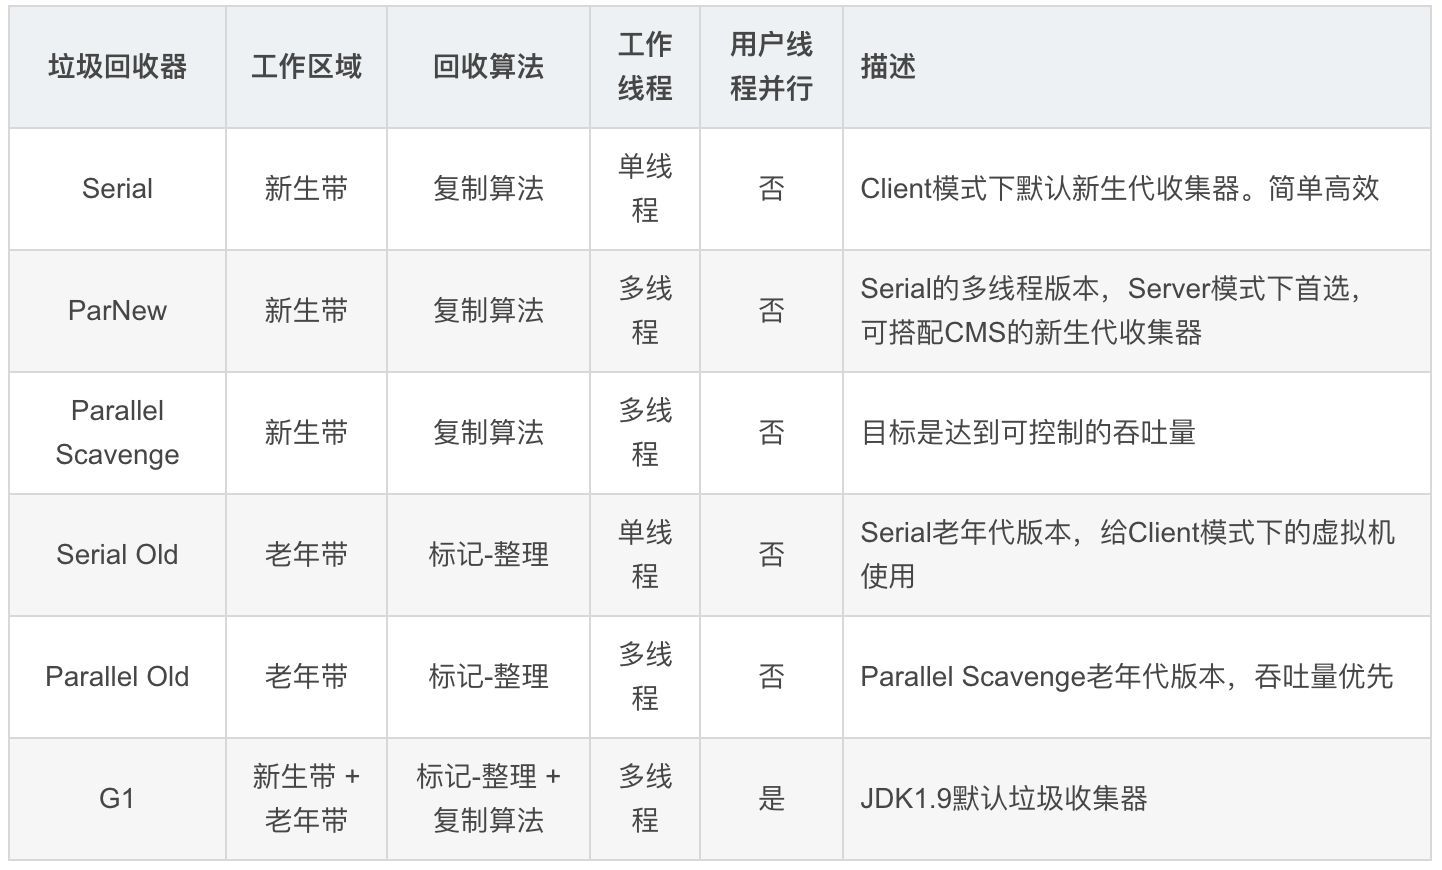 垃圾回收器
工作区域
回收算法
工作
线程
用户线
程并行
描述
Serial
新生带
复制算法
单线
程
否
Client模式下默认新生代收集器。简单高效
ParNew
新生带
复制算法
多线
程
否
Serial的多线程版本，Server模式下首选，
可搭配CMS的新生代收集器
Parallel
Scavenge
新生带
复制算法
多线
程
否
目标是达到可控制的吞吐量
Serial Old
老年带
标记-整理
单线
程
否
Serial老年代版本，给Client模式下的虚拟机
使用
Parallel Old
老年带
标记-整理
多线
程
否
Parallel Scavenge老年代版本，吞吐量优先
G1
新生带 +
老年带
标记-整理 +
复制算法
多线
程
是
JDK1.9默认垃圾收集器